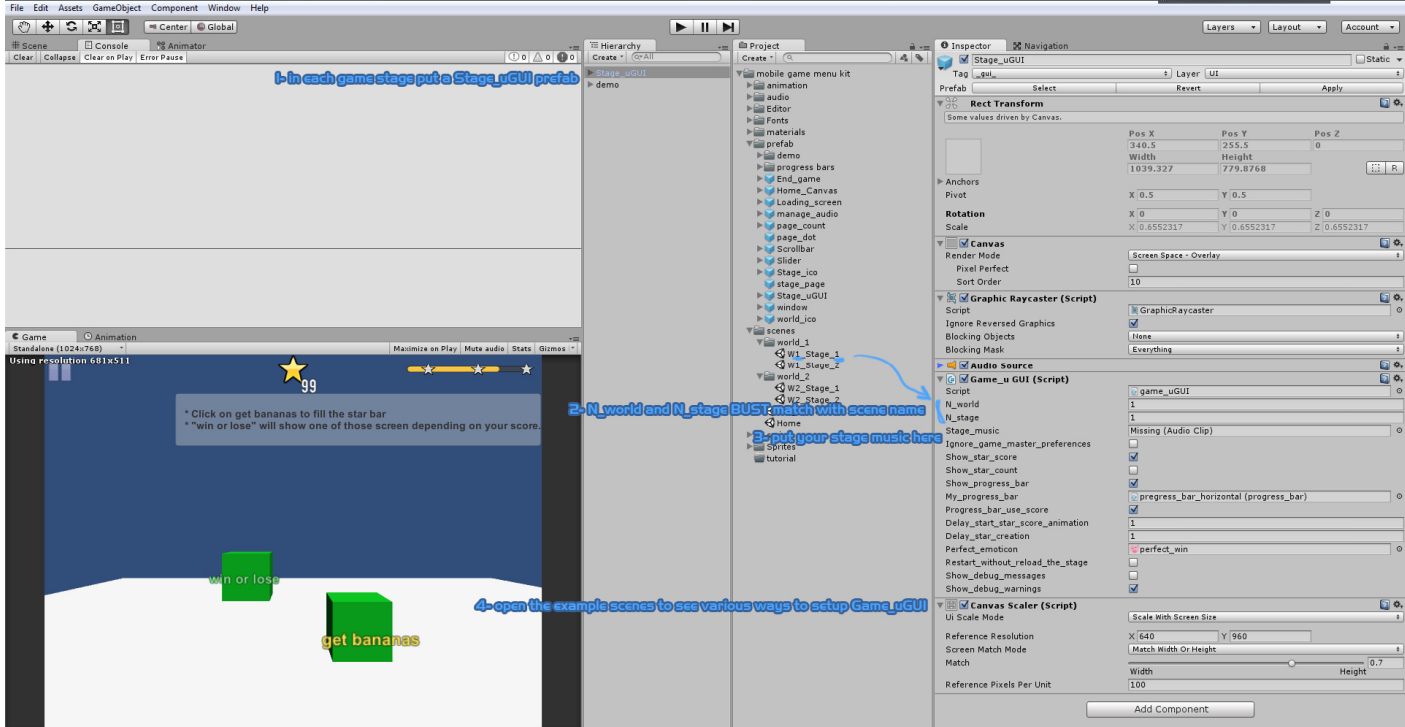 File Edit Assets GameObject Component Window Help
Center Global
Layers Layout Account
Scene Console Animator
Clear Collapse Clear on Play Error Pause 0 0 0
1- In each game stage put a Stage_uGUI prefab
Hierarchy
Create All
Stage_uGUI
demo
Project
Create
mobile game menu kit
animation
audio
Editor
Fonts
materials
prefab
demo
progress bars
End_game
Home_Canvas
Loading_screen
manage_audio
page_count
page_dot
Scrollbar
Slider
Stage_ico
stage_page
Stage_uGUI
window
world_ico
scenes
world_1
W1_Stage_1
W1_Stage_2
world_2
W2_Stage_1
W2_Stage_2
Home
Sprites
tutorial
2- N_world and N_stage BUST match with scene name
3- put your stage music here
4- open the example scenes to see various ways to setup Game_uGUI
Game Animation
Standalone (1024x768) Maximize on Play Mute audio Stats Gizmos
Using resolution 681x511
99
* Click on get bananas to fill the star bar
* "win or lose" will show one of those screen depending on your score.
win or lose
get bananas
Inspector Navigation
Stage_uGUI Static
Tag _gui_ Layer UI
Prefab Select Revert Apply
Rect Transform
Some values driven by Canvas.
Pos X Pos Y Pos Z
340.5 255.5 0
Width Height
1039.327 779.8768
R
Anchors
Pivot X 0.5 Y 0.5
Rotation X 0 Y 0 Z 0
Scale X 0.6552317 Y 0.6552317 Z 0.6552317
Canvas
Render Mode Screen Space - Overlay
Pixel Perfect
Sort Order 10
Graphic Raycaster (Script)
Script GraphicRaycaster
Ignore Reversed Graphics
Blocking Objects None
Blocking Mask Everything
Audio Source
Game_u GUI (Script)
Script game_uGUI
N_world 1
N_stage 1
Stage_music Missing (Audio Clip)
Ignore_game_master_preferences
Show_star_score
Show_star_count
Show_progress_bar
My_progress_bar pregress_bar_horizontal (progress_bar)
Progress_bar_use_score
Delay_start_star_score_animation 1
Delay_star_creation 1
Perfect_emoticon perfect_win
Restart_without_reload_the_stage
Show_debug_messages
Show_debug_warnings
Canvas Scaler (Script)
Ui Scale Mode Scale With Screen Size
Reference Resolution X 640 Y 960
Screen Match Mode Match Width Or Height
Match 0.7
Width Height
Reference Pixels Per Unit 100
Add Component